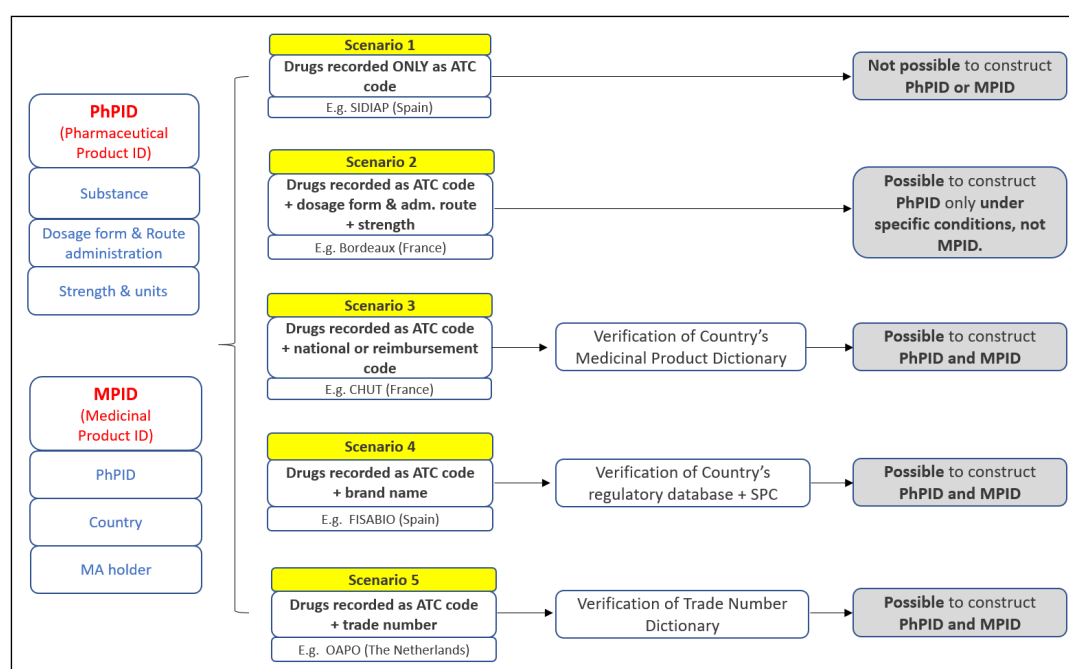 PhPID
(Pharmaceutical
Product ID)
Substance
Dosage form & Route
administration
Strength & units
MPID
(Medicinal
Product ID)
PhPID
Country
MA holder
Scenario 1
Drugs recorded ONLY as ATC
code
E.g. SIDIAP (Spain)
Not possible to construct
PhPID or MPID
Scenario 2
Drugs recorded as ATC code
+ dosage form & adm. route
+ strength
E.g. Bordeaux (France)
Possible to construct
PhPID only under
specific conditions, not
MPID.
Scenario 3
Drugs recorded as ATC code
+ national or reimbursement
code
E.g. CHUT (France)
Verification of Country's
Medicinal Product Dictionary
Possible to construct
PhPID and MPID
Scenario 4
Drugs recorded as ATC code
+ brand name
E.g. FISABIO (Spain)
Verification of Country's
regulatory database + SPC
Possible to construct
PhPID and MPID
Scenario 5
Drugs recorded as ATC code
+ trade number
E.g. OAPO (The Netherlands)
Verification of Trade Number
Dictionary
Possible to construct
PhPID and MPID